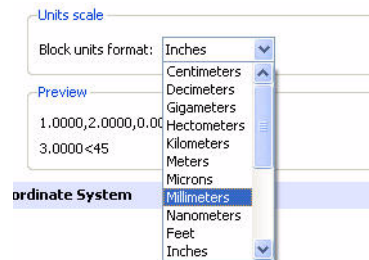 Units scale
Block units format: Inches
Centimeters
Decimeters
Gigameters
Hectometers
Kilometers
Meters
Microns
Millimeters
Nanometers
Feet
Inches
Preview
1.0000,2.0000,0.00
3.0000<45
ordinate System